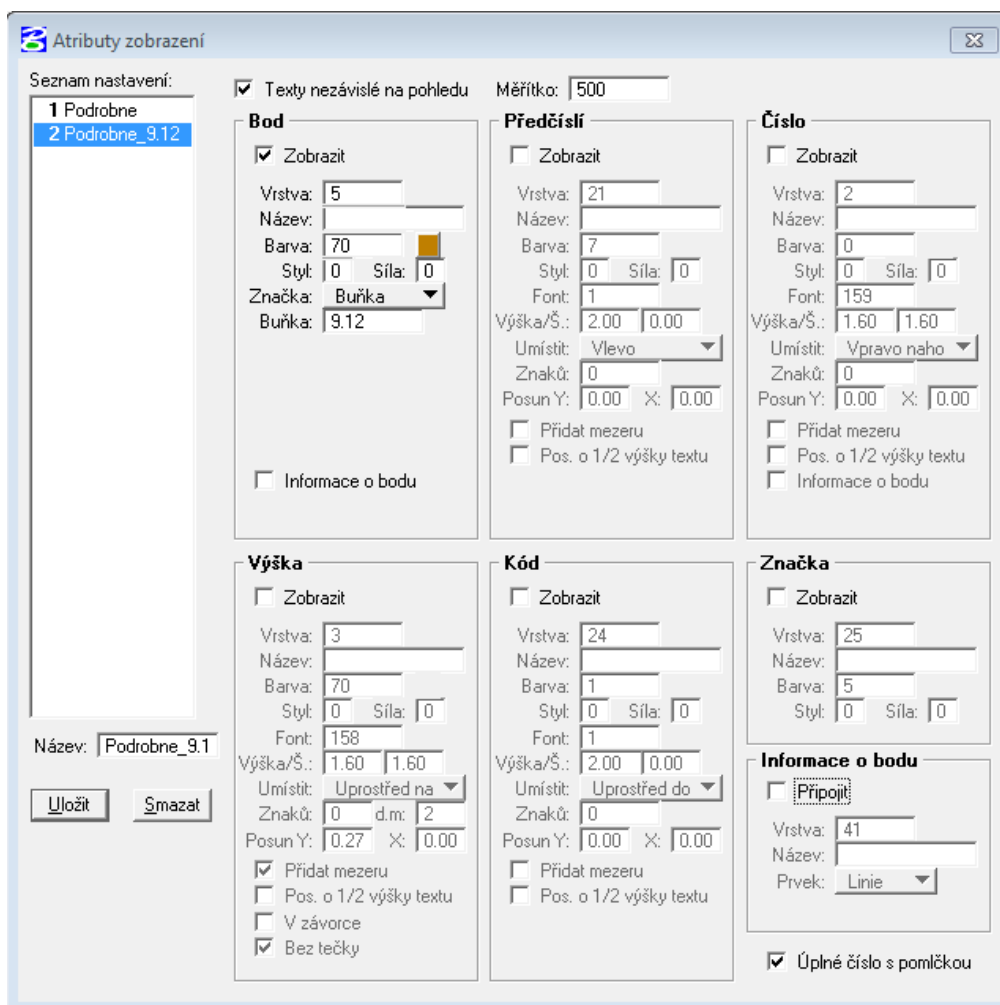 Atributy zobrazení
Seznam nastavení:
1 Podrobne
2 Podrobne_9.12
Název: Podrobne_9.1
Uložit Smazat
Texty nezávislé na pohledu Měřítko: 500
Bod
Zobrazit
Vrstva: 5
Název:
Barva: 70
Styl: 0 Síla: 0
Značka: Buňka
Buňka: 9.12
Informace o bodu
Předčíslí
Zobrazit
Vrstva: 21
Název:
Barva: 7
Styl: 0 Síla: 0
Font: 1
Výška/Š.: 2.00 0.00
Umístit: Vlevo
Znaků: 0
Posun Y: 0.00 X: 0.00
Přidat mezeru
Pos. o 1/2 výšky textu
Číslo
Zobrazit
Vrstva: 2
Název:
Barva: 0
Styl: 0 Síla: 0
Font: 159
Výška/Š.: 1.60 1.60
Umístit: Vpravo naho
Znaků: 0
Posun Y: 0.00 X: 0.00
Přidat mezeru
Pos. o 1/2 výšky textu
Informace o bodu
Výška
Zobrazit
Vrstva: 3
Název:
Barva: 70
Styl: 0 Síla: 0
Font: 158
Výška/Š.: 1.60 1.60
Umístit: Uprostřed na
Znaků: 0 d.m: 2
Posun Y: 0.27 X: 0.00
Přidat mezeru
Pos. o 1/2 výšky textu
V závorce
Bez tečky
Kód
Zobrazit
Vrstva: 24
Název:
Barva: 1
Styl: 0 Síla: 0
Font: 1
Výška/Š.: 2.00 0.00
Umístit: Uprostřed do
Znaků: 0
Posun Y: 0.00 X: 0.00
Přidat mezeru
Pos. o 1/2 výšky textu
Značka
Zobrazit
Vrstva: 25
Název:
Barva: 5
Styl: 0 Síla: 0
Informace o bodu
Připojit
Vrstva: 41
Název:
Prvek: Linie
Úplné číslo s pomlčkou